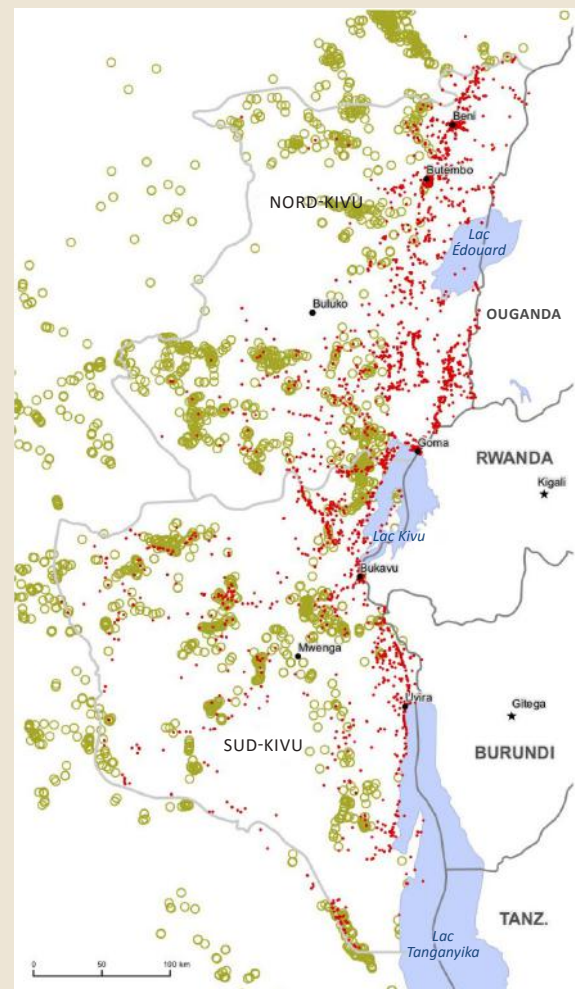 Beni
Butembo
NORD-KIVU
Lac
Édouard
Buluko
OUGANDA
Goma
RWANDA
Kigali
Lac Kivu
Bukavu
Mwenga
Uvira
Gitega
SUD-KIVU
BURUNDI
TANZ.
Lac
Tanganyika
0 50 100 km